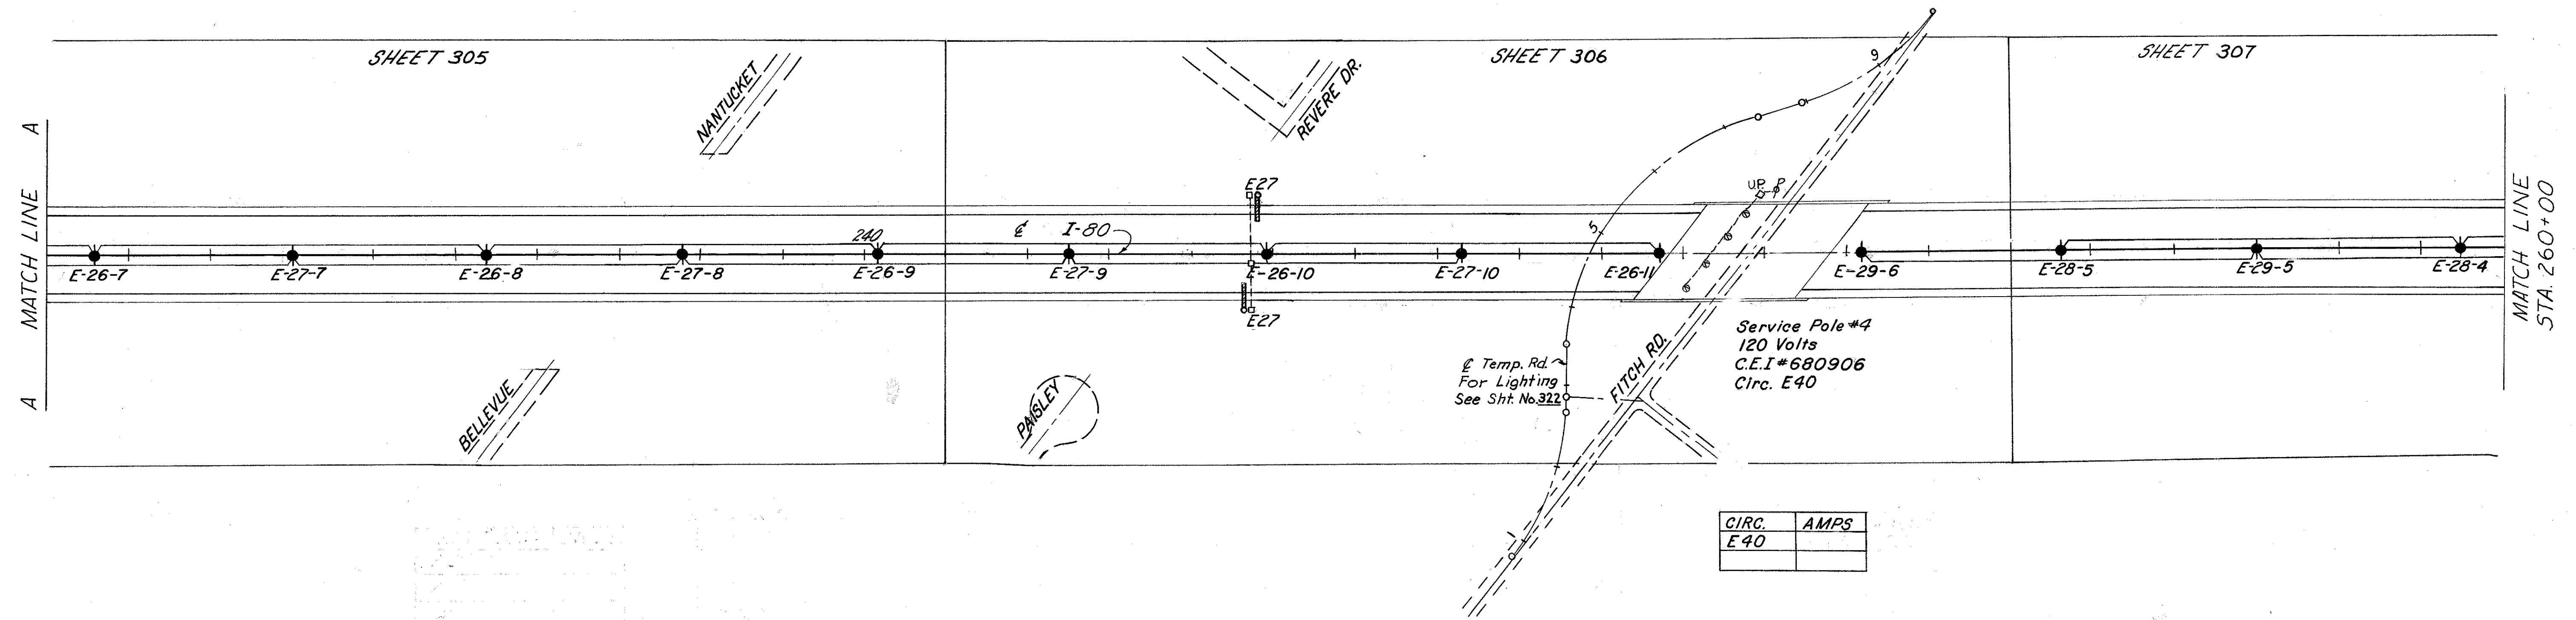 SHEET 305
SHEET 306
SHEET 307
NANTUCKET
REVERE DR.
9
A MATCH LINE A
E27
U.P. P
5
240
℄ I-80
E-26-7
E-27-7
E-26-8
E-27-8
E-26-9
E-27-9
E-26-10
E-27-10
E-26-11
E-29-6
E-28-5
E-29-5
E-28-4
MATCH LINE
STA. 260+00
E27
BELLEVUE
PAISLEY
℄ Temp. Rd.
For Lighting
See Sht. No. 322
FITCH RD.
Service Pole #4
120 Volts
C.E.I #680906
Circ. E40
1
CIRC. AMPS
E40